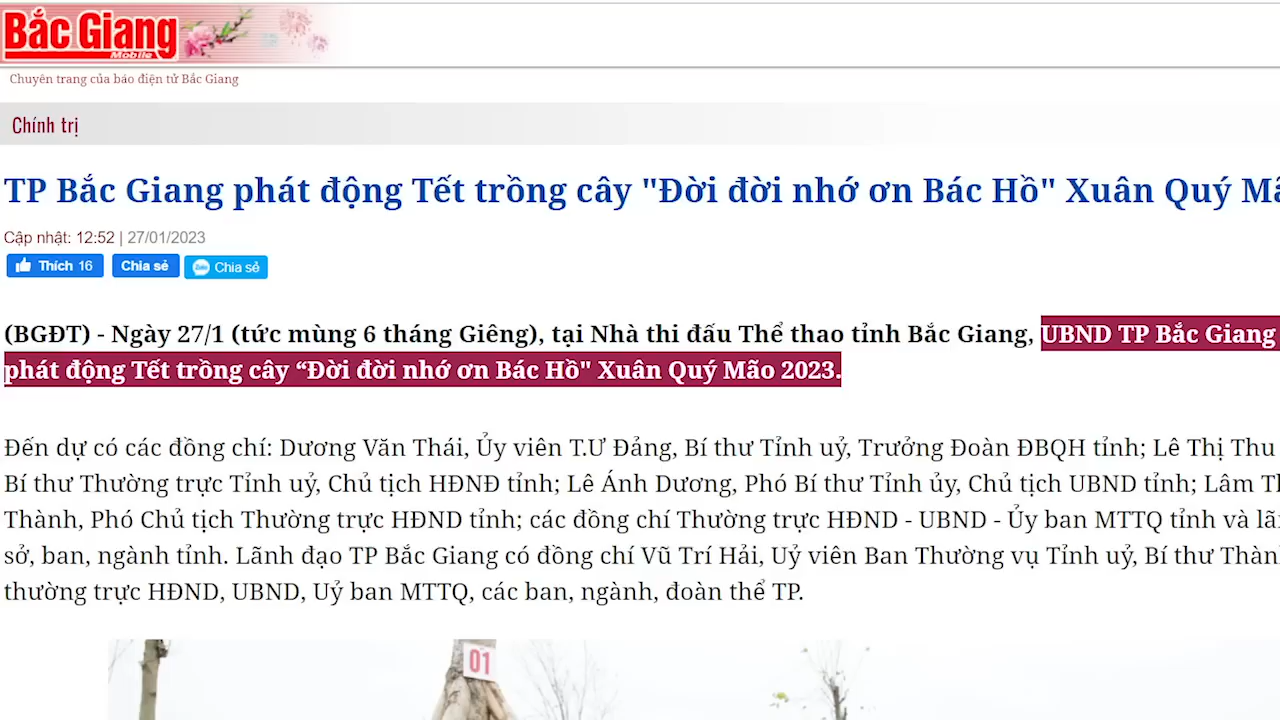 Bắc Giang
Mobile
Chuyên trang của báo điện tử Bắc Giang
Chính trị
TP Bắc Giang phát động Tết trồng cây "Đời đời nhớ ơn Bác Hồ" Xuân Quý
Cập nhật: 12:52 | 27/01/2023
Thích 16 Chia sẻ Zalo Chia sẻ
(BGĐT) - Ngày 27/1 (tức mùng 6 tháng Giêng), tại Nhà thi đấu Thể thao tỉnh Bắc Giang, UBND TP Bắc Giang
phát động Tết trồng cây “Đời đời nhớ ơn Bác Hồ" Xuân Quý Mão 2023.
Đến dự có các đồng chí: Dương Văn Thái, Ủy viên T.Ư Đảng, Bí thư Tỉnh uỷ, Trưởng Đoàn ĐBQH tỉnh; Lê Thị Thu
Bí thư Thường trực Tỉnh uỷ, Chủ tịch HĐND tỉnh; Lê Ánh Dương, Phó Bí thư Tỉnh ủy, Chủ tịch UBND tỉnh; Lâm
Thành, Phó Chủ tịch Thường trực HĐND tỉnh; các đồng chí Thường trực HĐND - UBND - Ủy ban MTTQ tỉnh và
sở, ban, ngành tỉnh. Lãnh đạo TP Bắc Giang có đồng chí Vũ Trí Hải, Uỷ viên Ban Thường vụ Tỉnh uỷ, Bí thư
thường trực HĐND, UBND, Uỷ ban MTTQ, các ban, ngành, đoàn thể TP.
01